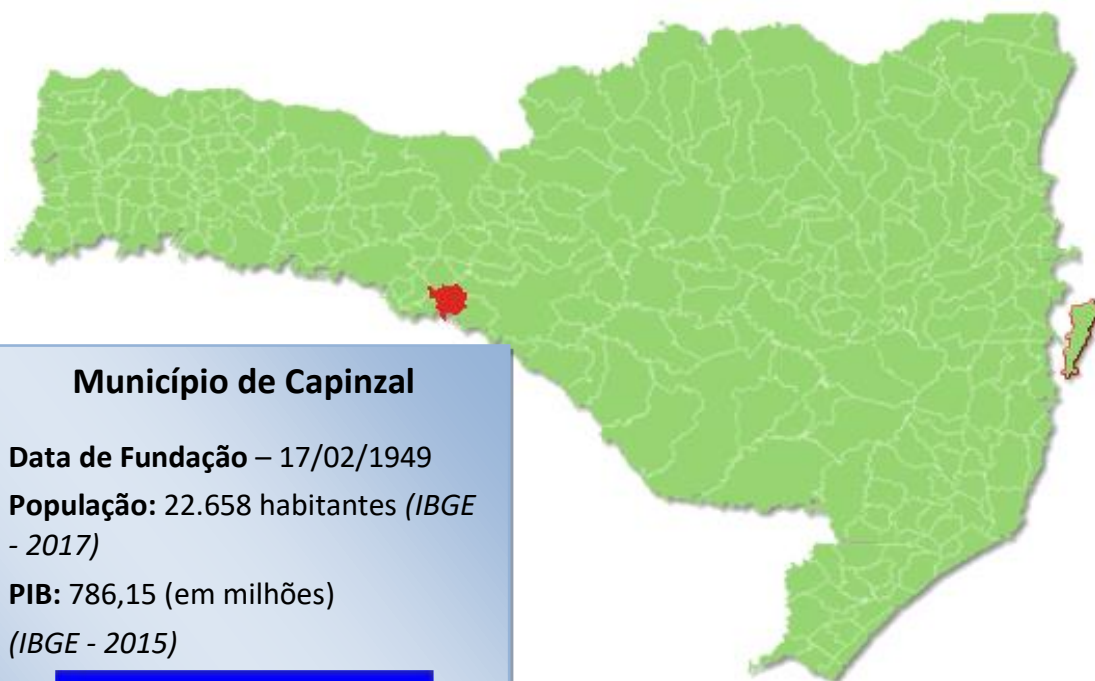 Município de Capinzal
Data de Fundação – 17/02/1949
População: 22.658 habitantes (IBGE
- 2017)
PIB: 786,15 (em milhões)
(IBGE - 2015)